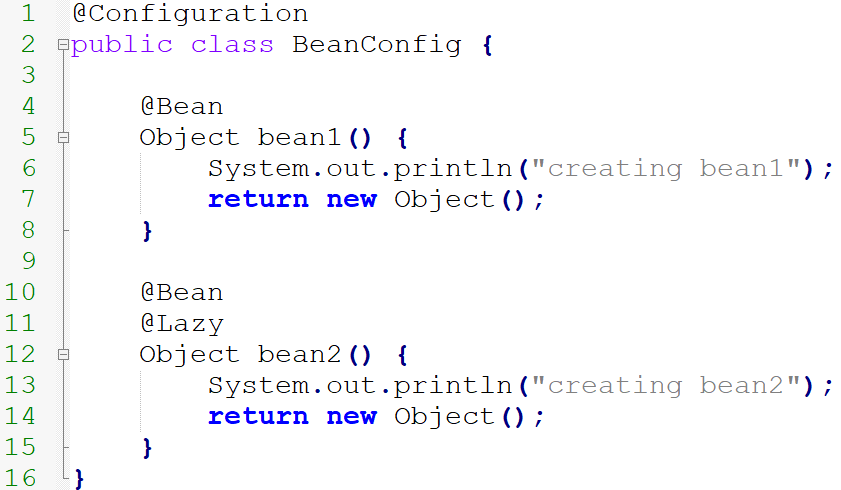 1 @Configuration
2 public class BeanConfig {
3
4     @Bean
5     Object bean1() {
6         System.out.println("creating bean1");
7         return new Object();
8     }
9
10     @Bean
11     @Lazy
12     Object bean2() {
13         System.out.println("creating bean2");
14         return new Object();
15     }
16 }